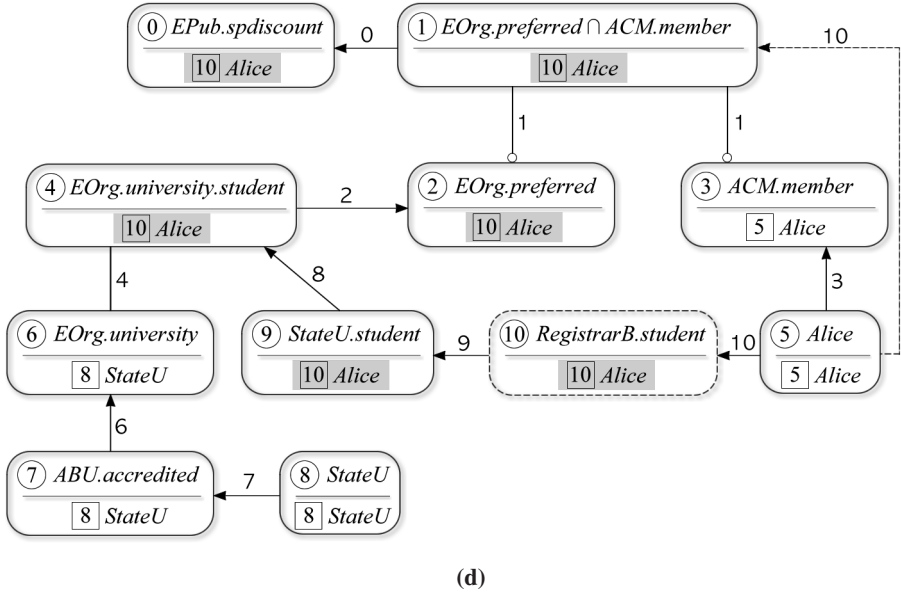 0 EPub.spdiscount
10 Alice
0
1 EOrg.preferred ∩ ACM.member
10 Alice
10
1
1
4 EOrg.university.student
10 Alice
2
2 EOrg.preferred
10 Alice
3 ACM.member
5 Alice
4
8
3
6 EOrg.university
8 StateU
9 StateU.student
10 Alice
9
10 RegistrarB.student
10 Alice
10
5 Alice
5 Alice
6
7 ABU.accredited
8 StateU
7
8 StateU
8 StateU
(d)